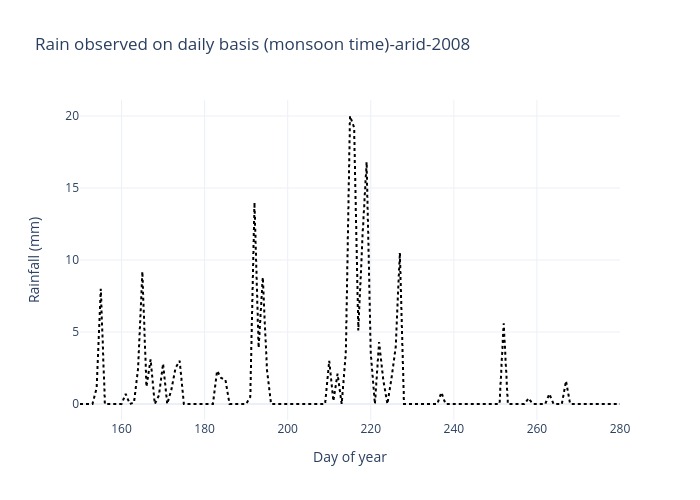 Rain observed on daily basis (monsoon time)-arid-2008
20
15
10
5
0
Rainfall (mm)
160 180 200 220 240 260 280
Day of year